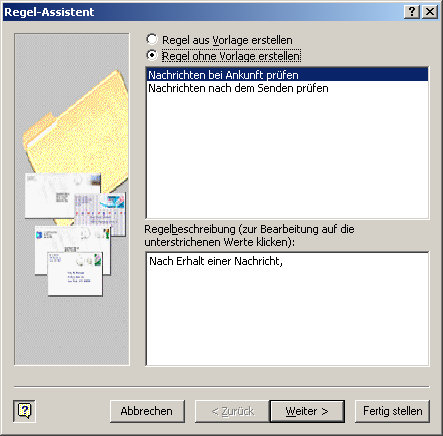 Regel-Assistent
Regel aus Vorlage erstellen
Regel ohne Vorlage erstellen
Nachrichten bei Ankunft prüfen
Nachrichten nach dem Senden prüfen
Regelbeschreibung (zur Bearbeitung auf die
unterstrichenen Werte klicken):
Nach Erhalt einer Nachricht,
Abbrechen
< Zurück
Weiter >
Fertig stellen